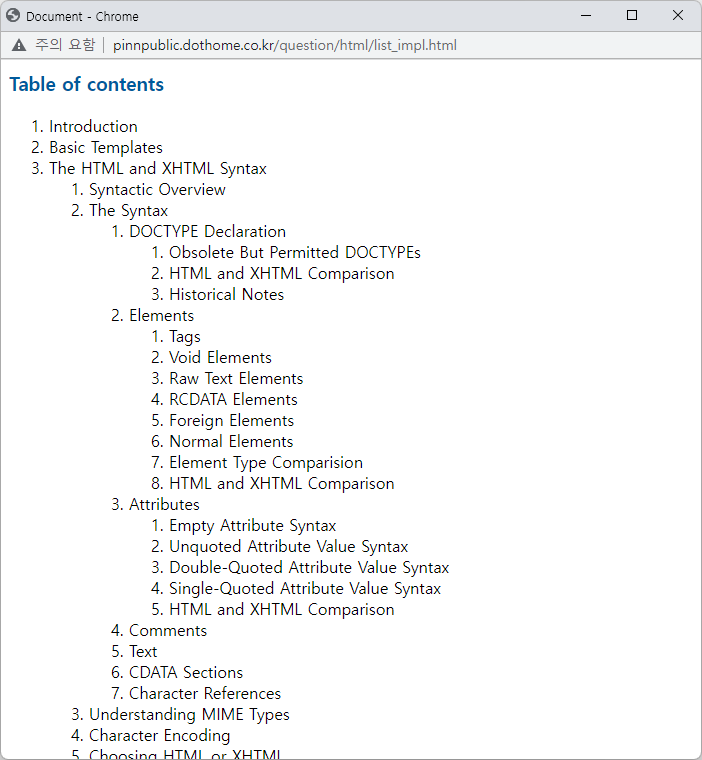 Document - Chrome
주의 요함 | pinnpublic.dothome.co.kr/question/html/list_impl.html
Table of contents
1. Introduction
2. Basic Templates
3. The HTML and XHTML Syntax
1. Syntactic Overview
2. The Syntax
1. DOCTYPE Declaration
1. Obsolete But Permitted DOCTYPEs
2. HTML and XHTML Comparison
3. Historical Notes
2. Elements
1. Tags
2. Void Elements
3. Raw Text Elements
4. RCDATA Elements
5. Foreign Elements
6. Normal Elements
7. Element Type Comparision
8. HTML and XHTML Comparison
3. Attributes
1. Empty Attribute Syntax
2. Unquoted Attribute Value Syntax
3. Double-Quoted Attribute Value Syntax
4. Single-Quoted Attribute Value Syntax
5. HTML and XHTML Comparison
4. Comments
5. Text
6. CDATA Sections
7. Character References
3. Understanding MIME Types
4. Character Encoding
5. Choosing HTML or XHTML